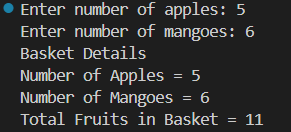 Enter number of apples: 5
Enter number of mangoes: 6
Basket Details
Number of Apples = 5
Number of Mangoes = 6
Total Fruits in Basket = 11